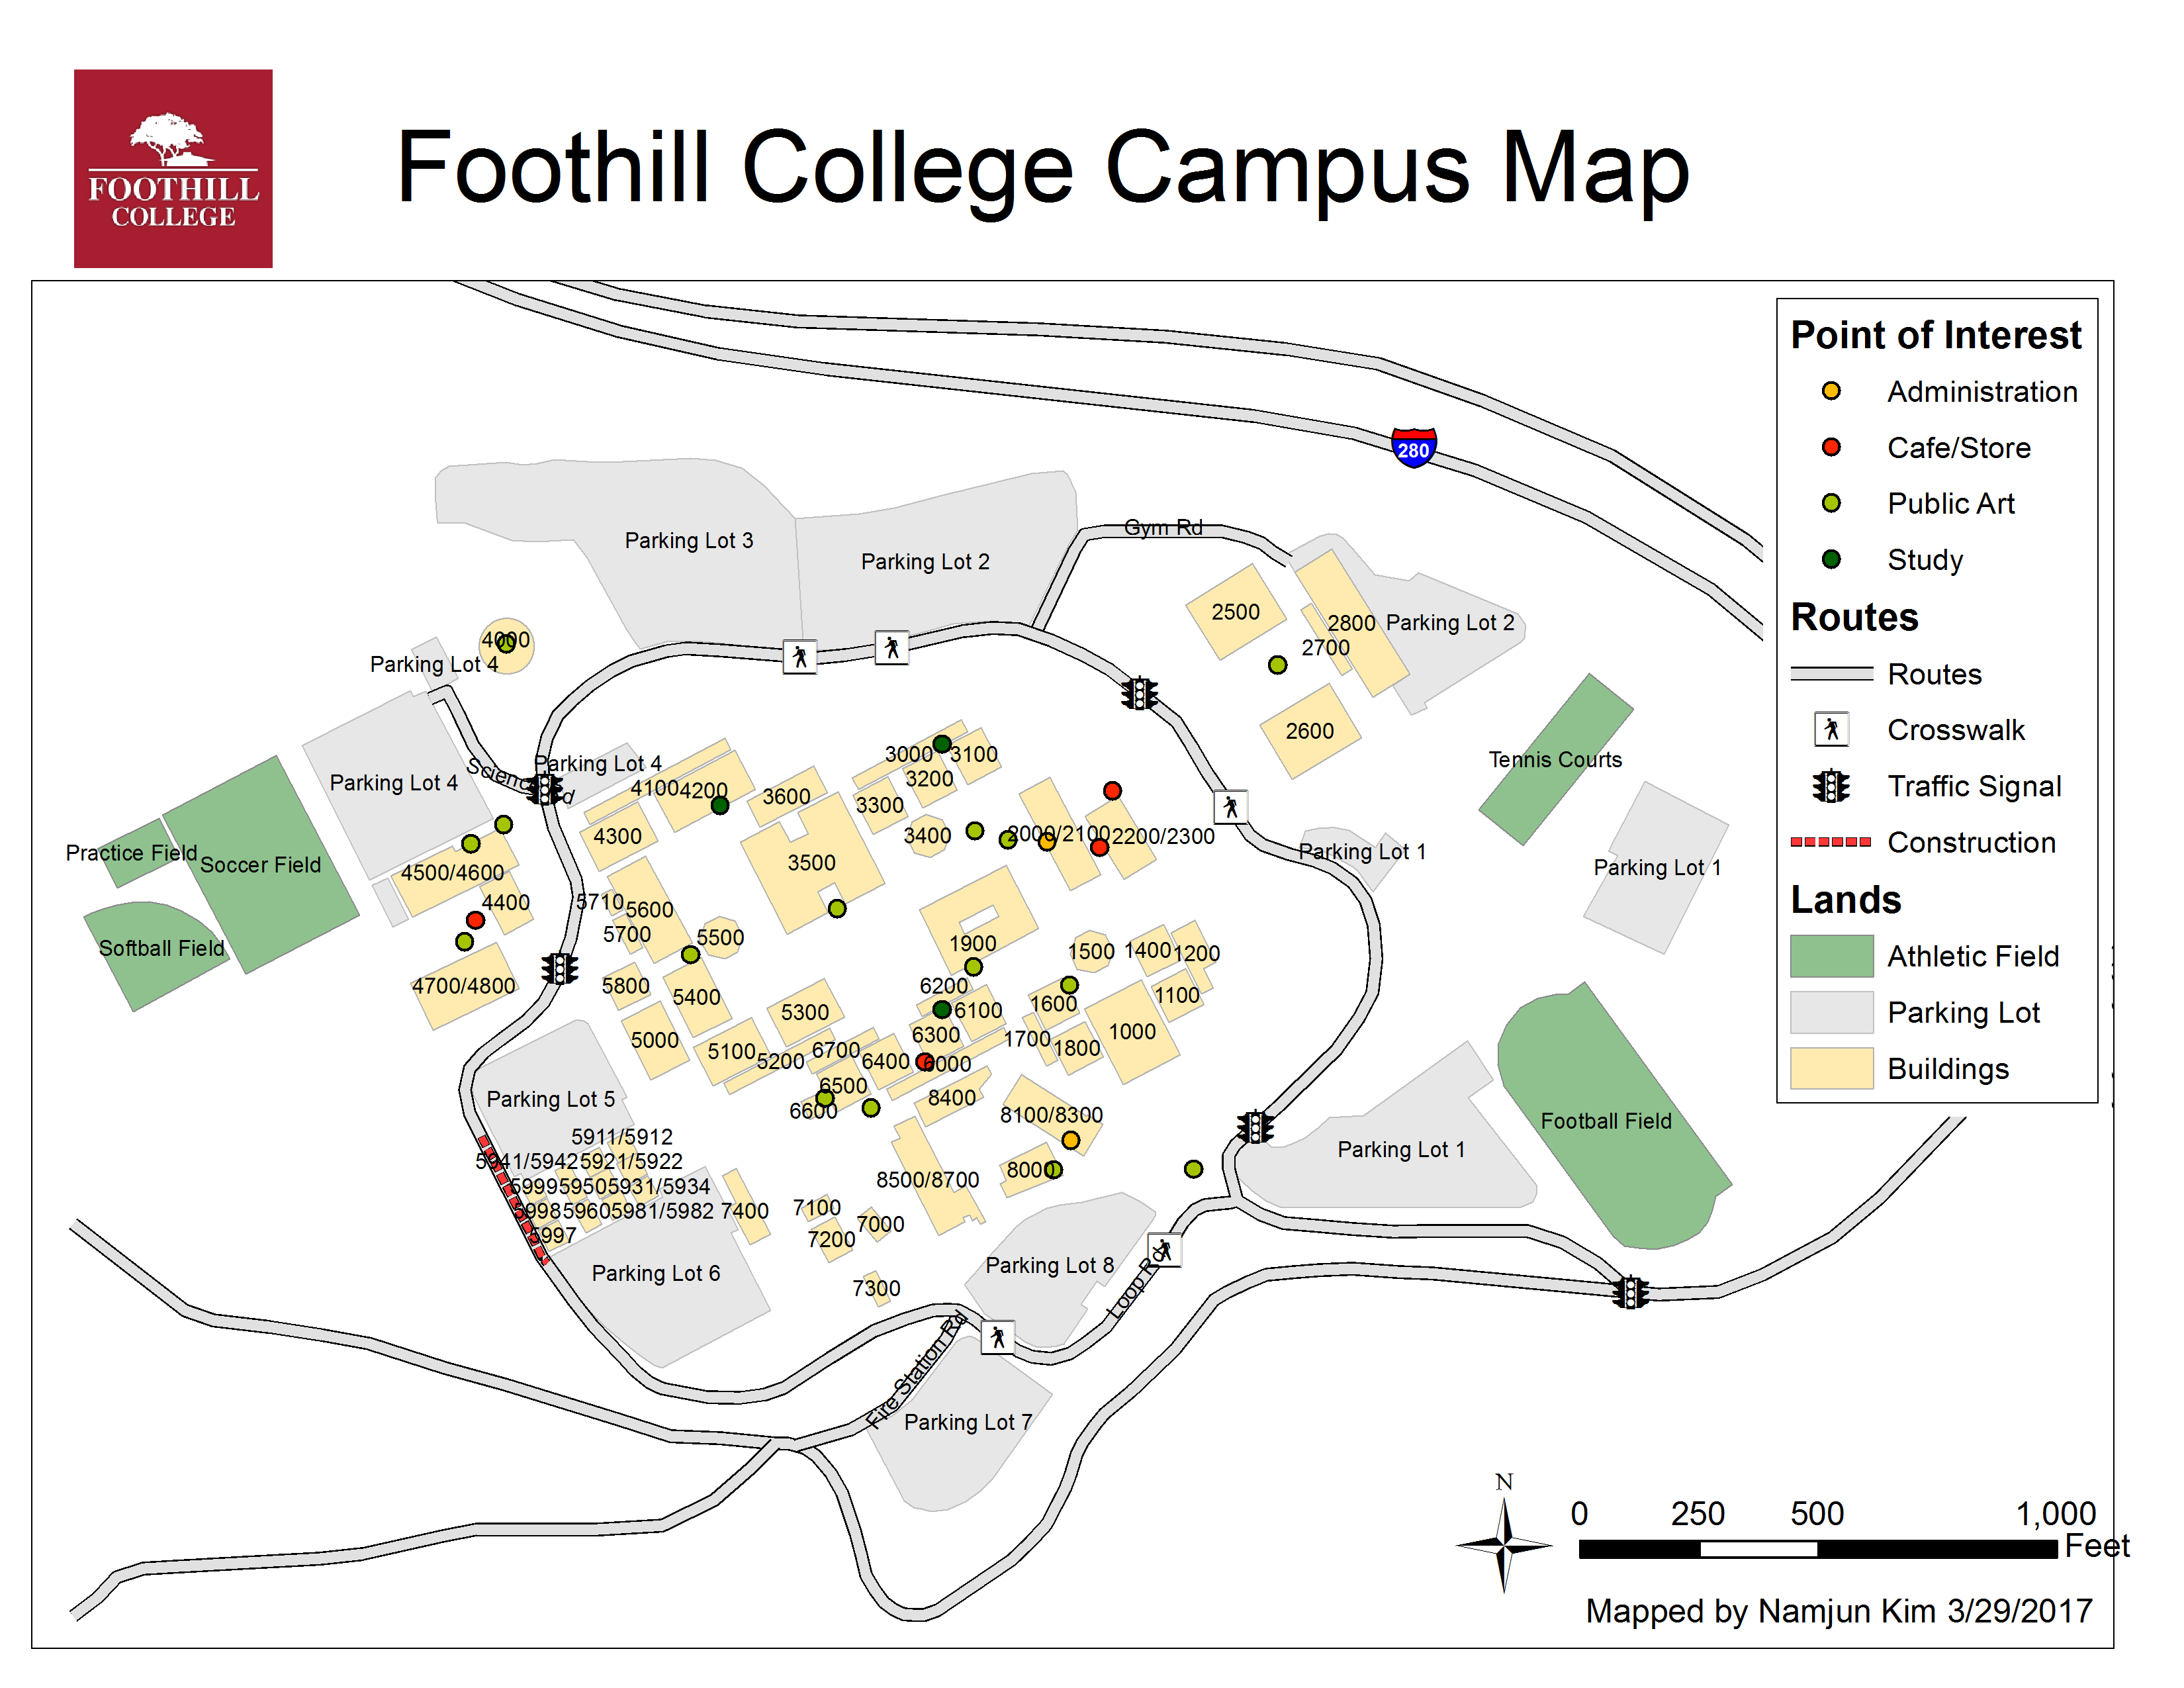 FOOTHILL
COLLEGE
Foothill College Campus Map
280
Point of Interest
Administration
Cafe/Store
Public Art
Study
Routes
Routes
Crosswalk
Traffic Signal
Construction
Lands
Athletic Field
Parking Lot
Buildings
Gym Rd
Parking Lot 3
Parking Lot 2
2500
2800
Parking Lot 2
2700
4000
Parking Lot 4
2600
Tennis Courts
Parking Lot 4
Parking Lot 4
3000
3100
3200
4100
4200
3600
3300
4300
3400
2000/2100
2200/2300
Practice Field
Soccer Field
3500
Parking Lot 1
Parking Lot 1
4500/4600
4400
5710
5600
5700
5500
Softball Field
1900
1500
1400
1200
4700/4800
5800
5400
6200
1100
5300
6100
1600
5000
6300
1700
1000
5100
5200
6700
6400
6000
1800
6500
Parking Lot 5
6600
8400
8100/8300
Football Field
5911/5912
Parking Lot 1
5941/5942
5921/5922
8000
5999
5950
5931/5934
8500/8700
5998
5960
5981/5982
7400
7100
7000
5997
7200
Parking Lot 6
Parking Lot 8
7300
Loop Rd
Fire Station Rd
Parking Lot 7
N
0 250 500 1,000
Feet
Mapped by Namjun Kim 3/29/2017